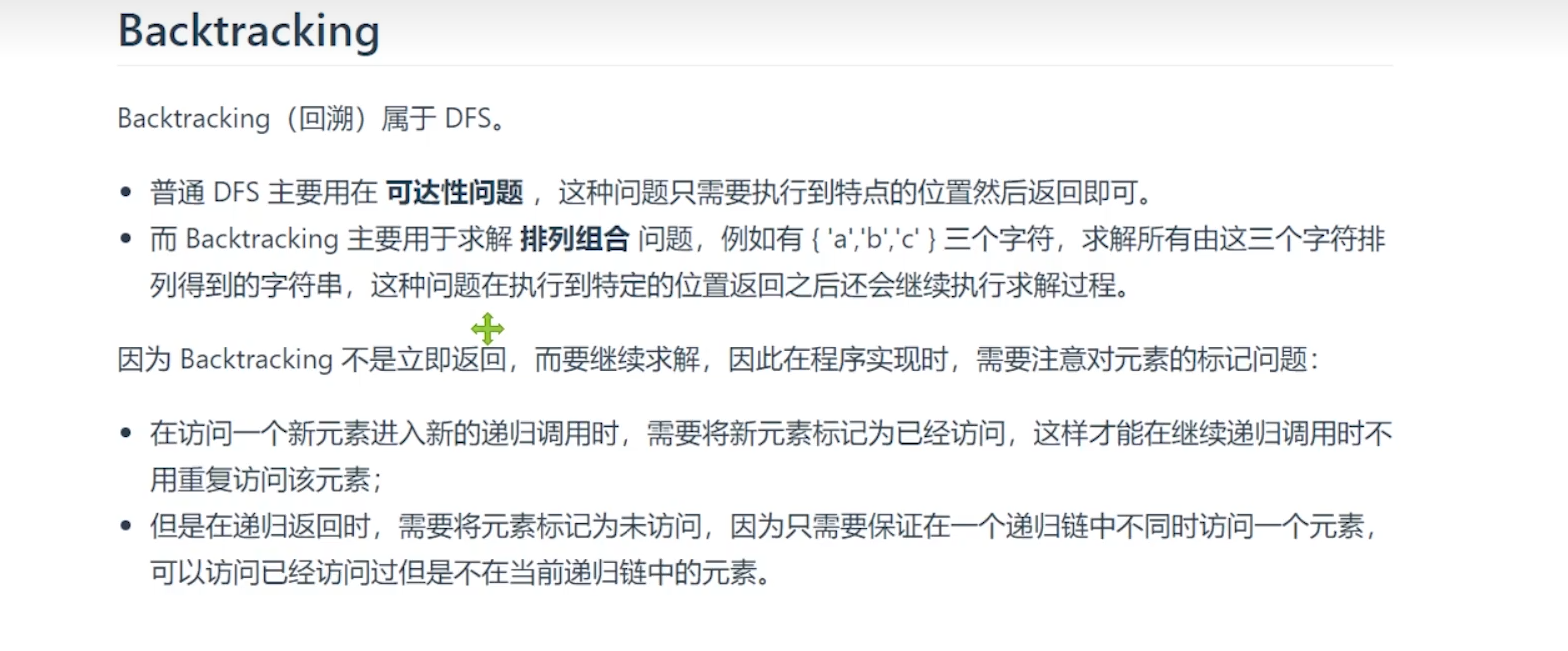 Backtracking
Backtracking（回溯）属于 DFS。
普通 DFS 主要用在 可达性问题 ，这种问题只需要执行到特点的位置然后返回即可。
而 Backtracking 主要用于求解 排列组合 问题，例如有 { 'a','b','c' } 三个字符，求解所有由这三个字符排
列得到的字符串，这种问题在执行到特定的位置返回之后还会继续执行求解过程。
因为 Backtracking 不是立即返回，而要继续求解，因此在程序实现时，需要注意对元素的标记问题：
在访问一个新元素进入新的递归调用时，需要将新元素标记为已经访问，这样才能在继续递归调用时不
用重复访问该元素；
但是在递归返回时，需要将元素标记为未访问，因为只需要保证在一个递归链中不同时访问一个元素，
可以访问已经访问过但是不在当前递归链中的元素。